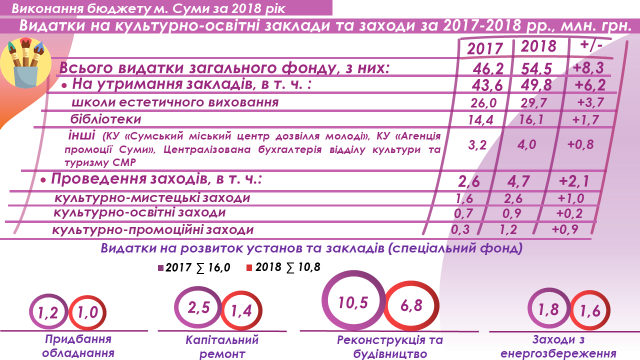 Виконання бюджету м. Суми за 2018 рік
Видатки на культурно-освітні заклади та заходи за 2017-2018 рр., млн. грн.
2017 2018 +/-
Всього видатки загального фонду, з них: 46,2 54,5 +8,3
• На утримання закладів, в т. ч. : 43,6 49,8 +6,2
школи естетичного виховання 26,0 29,7 +3,7
бібліотеки 14,4 16,1 +1,7
інші (КУ «Сумський міський центр дозвілля молоді», КУ «Агенція
промоції Суми», Централізована бухгалтерія відділу культури та
туризму СМР 3,2 4,0 +0,8
• Проведення заходів, в т. ч.: 2,6 4,7 +2,1
культурно-мистецькі заходи 1,6 2,6 +1,0
культурно-освітні заходи 0,7 0,9 +0,2
культурно-промоційні заходи 0,3 1,2 +0,9
Видатки на розвиток установ та закладів (спеціальний фонд)
2017 ∑ 16,0 2018 ∑ 10,8
1,2 1,0 2,5 1,4 10,5 6,8 1,8 1,6
Придбання Капітальний Реконструкція та Заходи з
обладнання ремонт будівництво енергозбереження